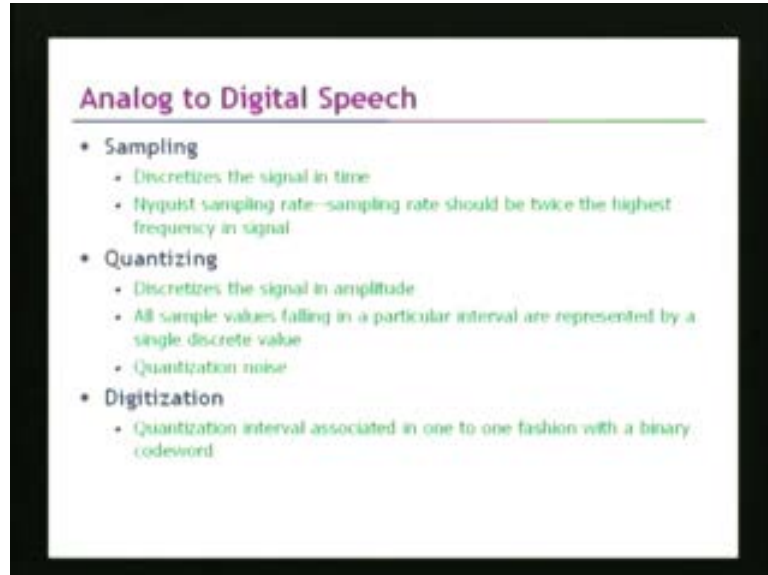 Analog to Digital Speech
• Sampling
• Discretizes the signal in time
• Nyquist sampling rate—sampling rate should be twice the highest
frequency in signal
• Quantizing
• Discretizes the signal in amplitude
• All sample values falling in a particular interval are represented by a
single discrete value
• Quantization noise
• Digitization
• Quantization interval associated in one to one fashion with a binary
codeword